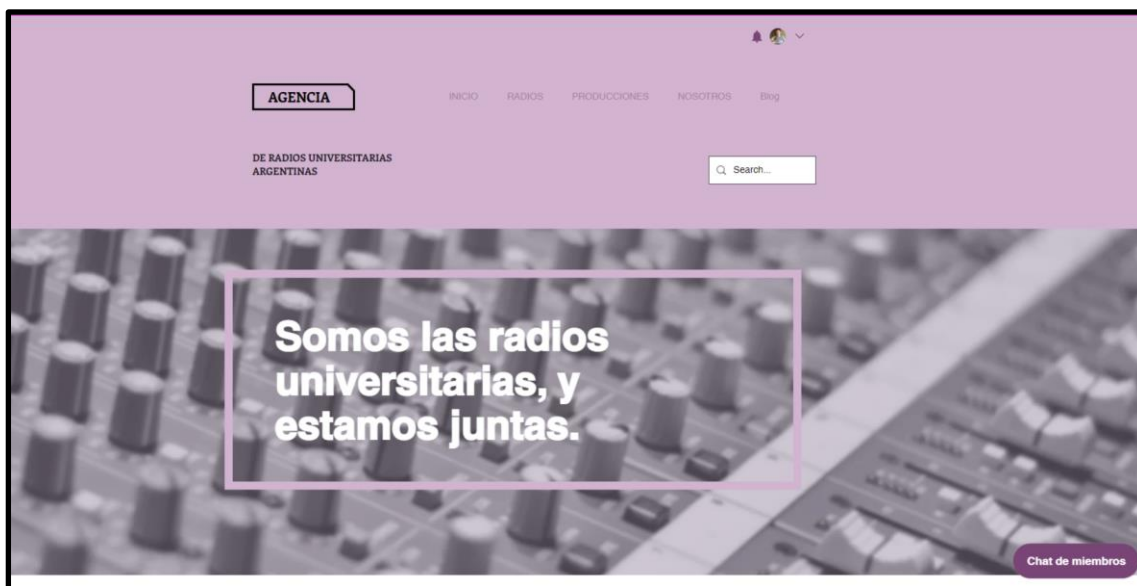 AGENCIA
INICIO RADIOS PRODUCCIONES NOSOTROS Blog
DE RADIOS UNIVERSITARIAS
ARGENTINAS
Search...
Somos las radios
universitarias, y
estamos juntas.
Chat de miembros